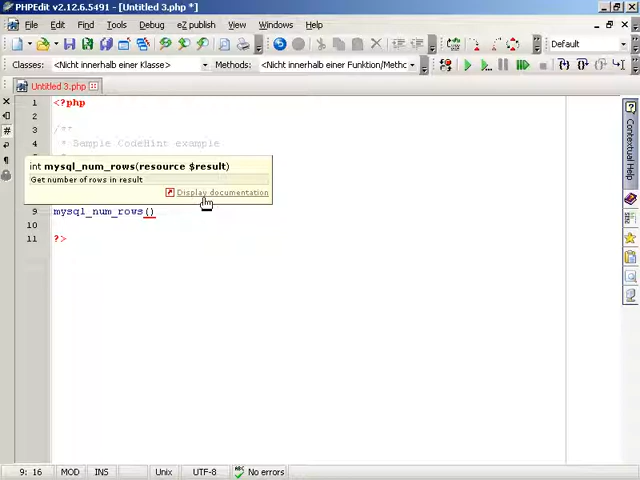 PHPEdit v2.12.6.5491 - [Untitled 3.php *]
File Edit Find Tools Debug eZ publish View Windows Help
Default
Classes: <Nicht innerhalb einer Klasse> Methods: <Nicht innerhalb einer Funktion/Methc
Untitled 3.php
1 <?php
2
3 /**
4 * Sample CodeHint example
int mysql_num_rows(resource $result)
Get number of rows in result
Display documentation
9 mysql_num_rows()
10
11 ?>
Contextual Help
9: 16 MOD INS Unix UTF-8 No errors